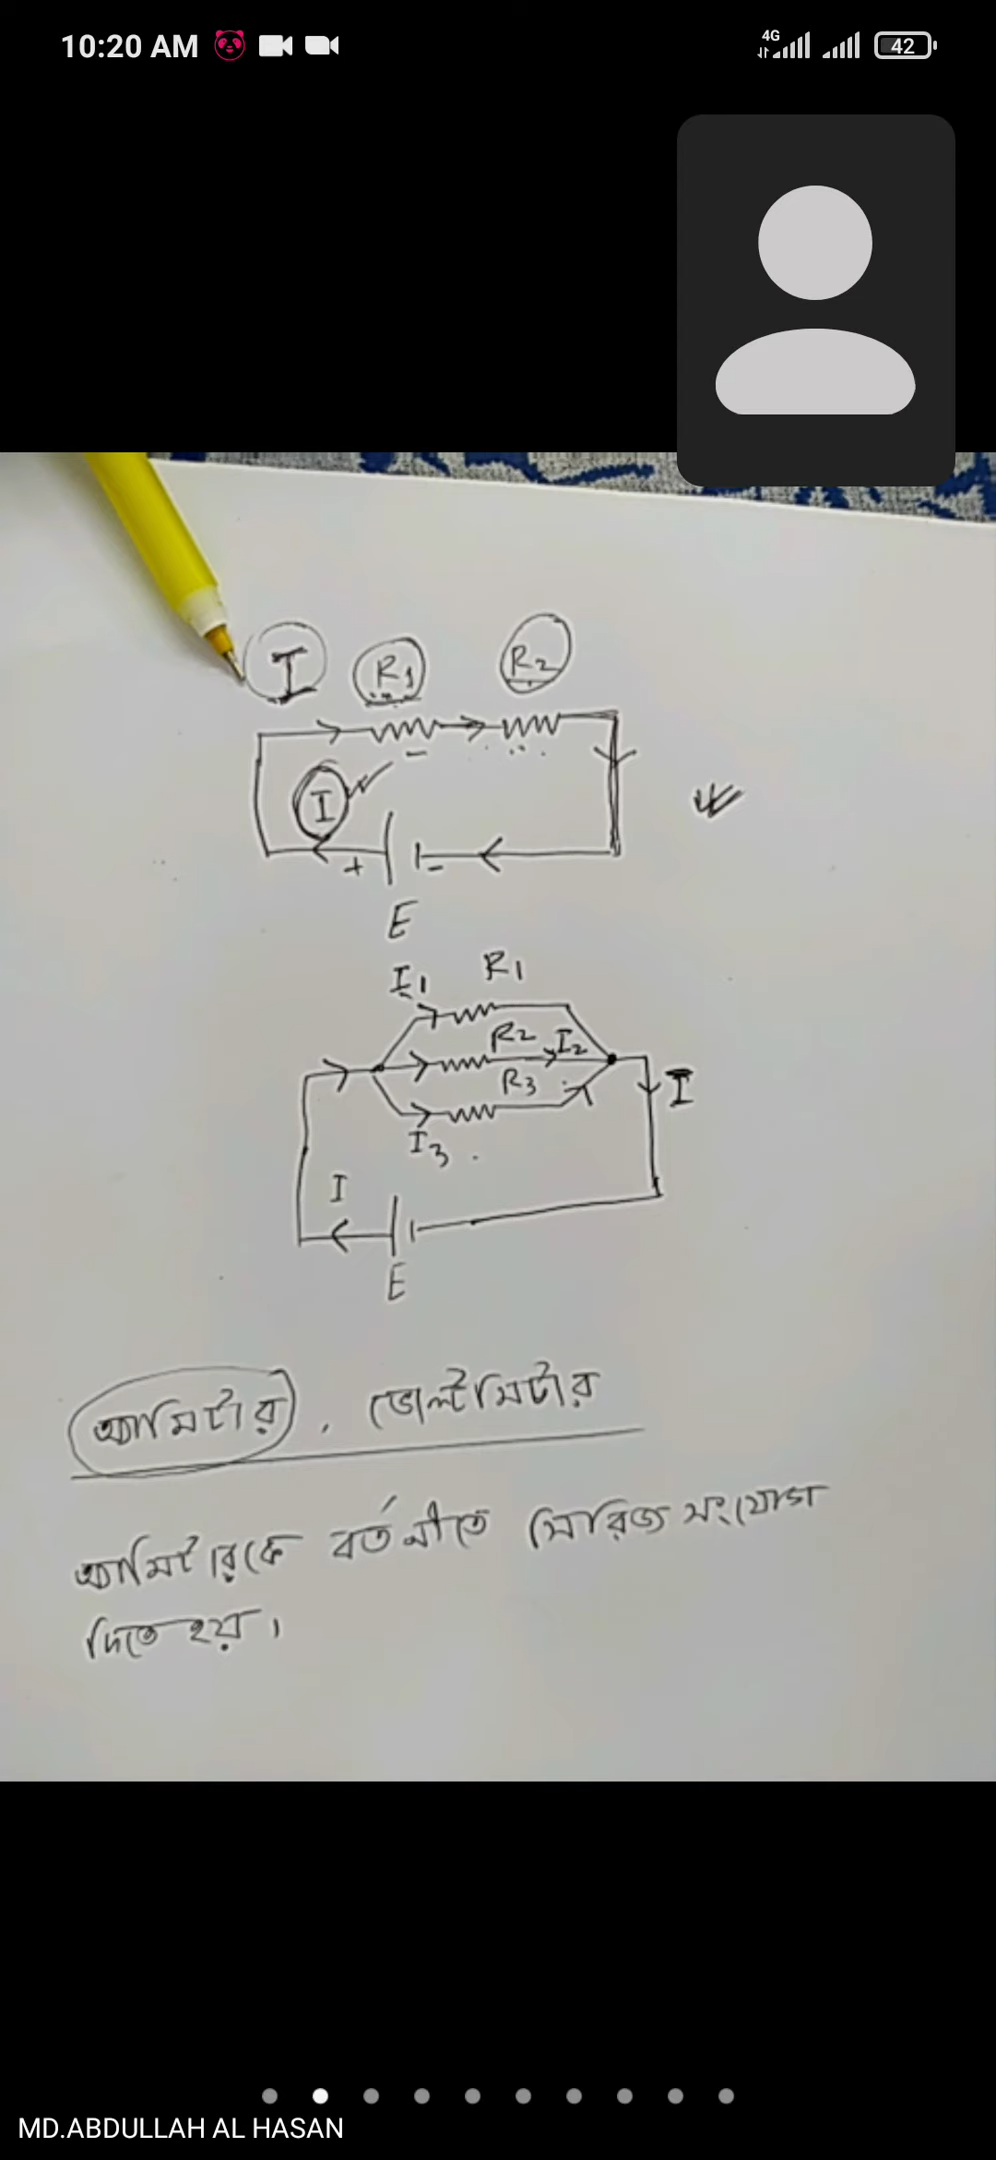 10:20 AM
4G
42
I R1 R2
I
+ -
E
I1 R1
R2 I2
R3
I
I3
I
E
অ্যামিটার, ভোল্টমিটার
অ্যামিটারকে বর্তনীতে সিরিজ সংযোগ
দিতে হয়।
MD.ABDULLAH AL HASAN